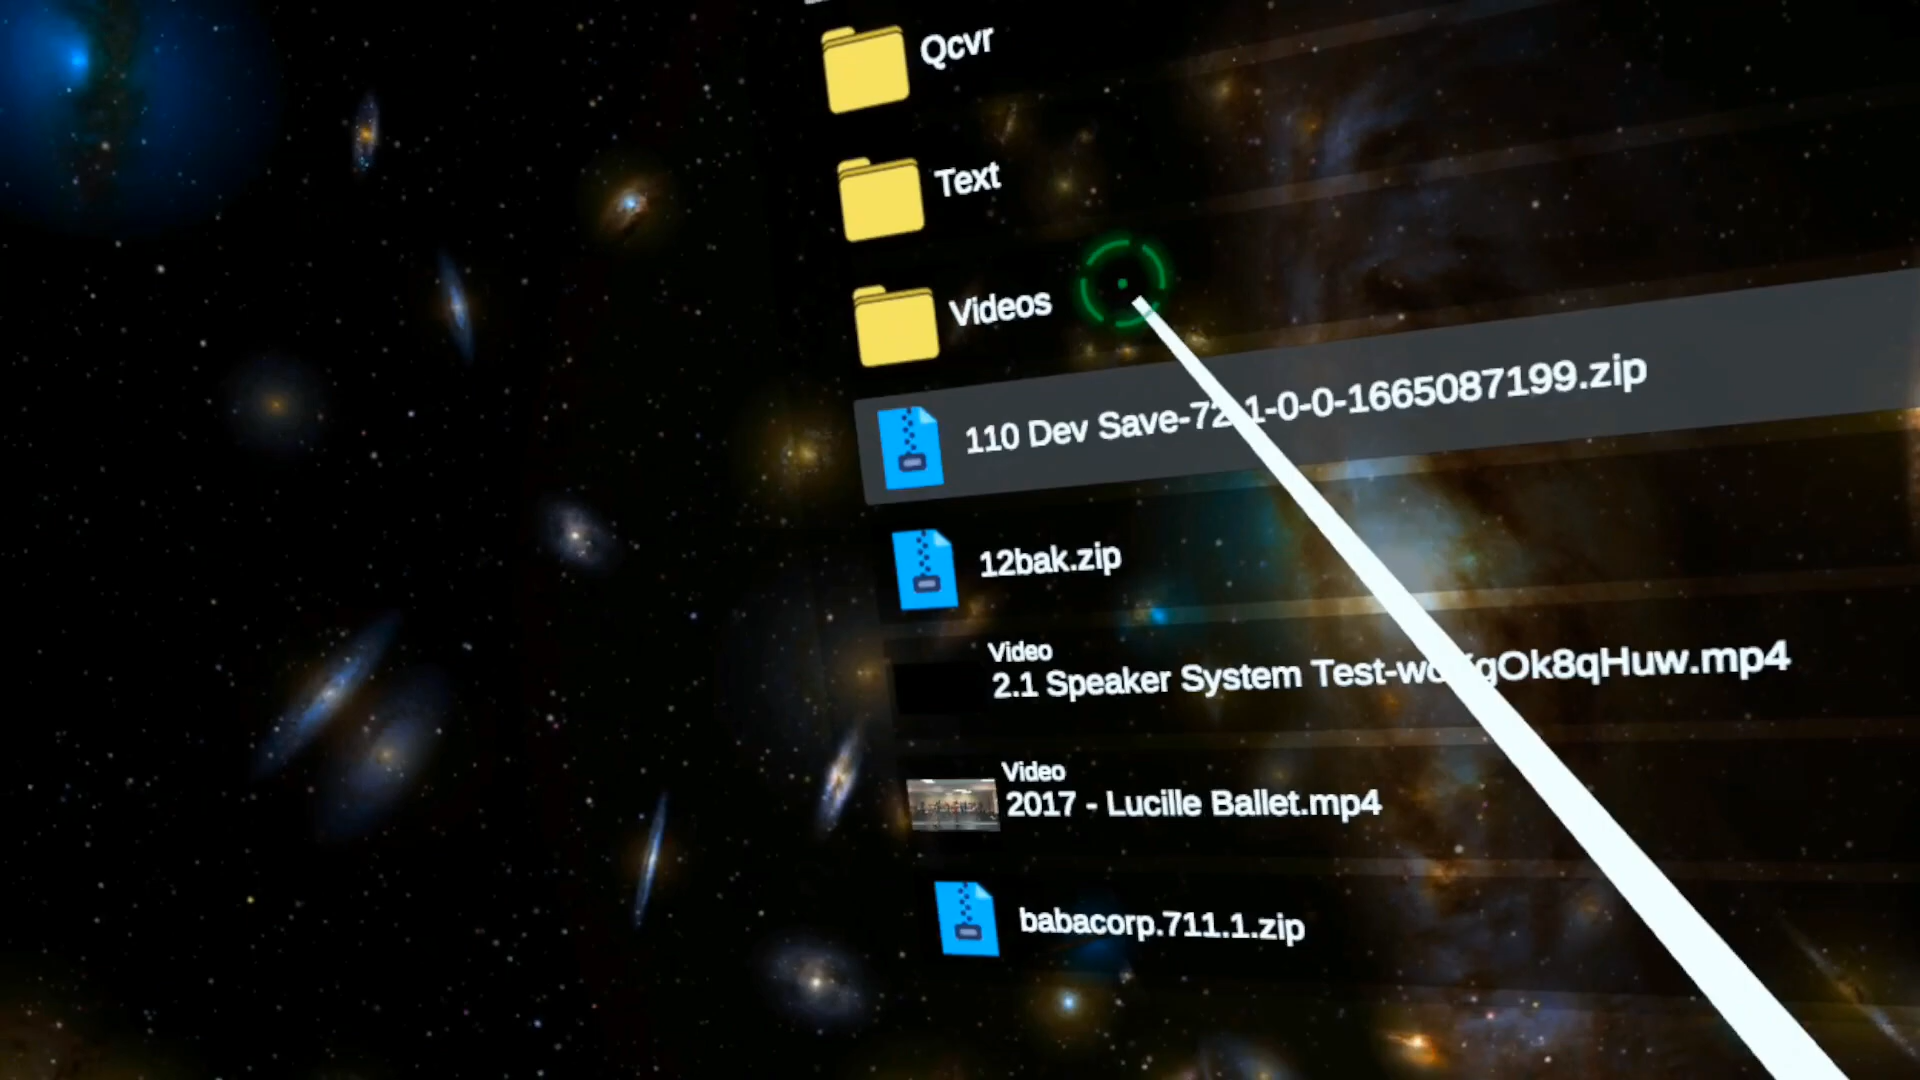 Qcvr
Text
Videos
110 Dev Save-72-1-0-0-1665087199.zip
12bak.zip
Video
2.1 Speaker System Test-gOk8qHuw.mp4
Video
2017 - Lucille Ballet.mp4
babacorp.711.1.zip